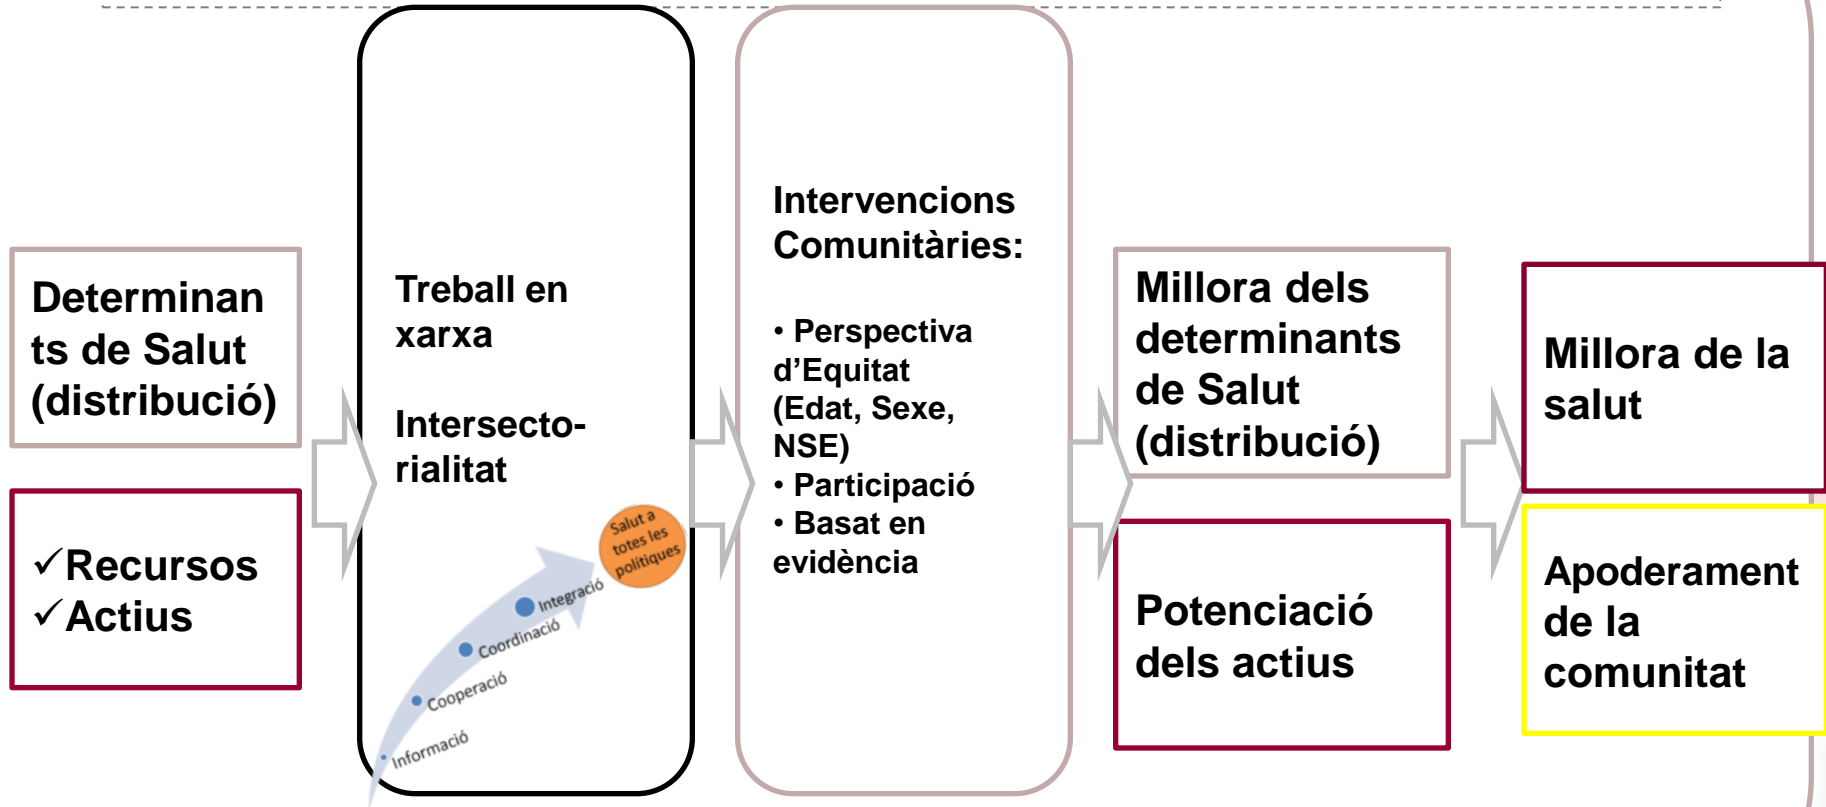 Determinan
ts de Salut
(distribució)
✓Recursos
✓Actius
Treball en
xarxa
Intersecto-
rialitat
Salut a
totes les
polítiques
Integració
Coordinació
Cooperació
Informació
Intervencions
Comunitàries:
• Perspectiva
d’Equitat
(Edat, Sexe,
NSE)
• Participació
• Basat en
evidència
Millora dels
determinants
de Salut
(distribució)
Potenciació
dels actius
Millora de la
salut
Apoderament
de la
comunitat